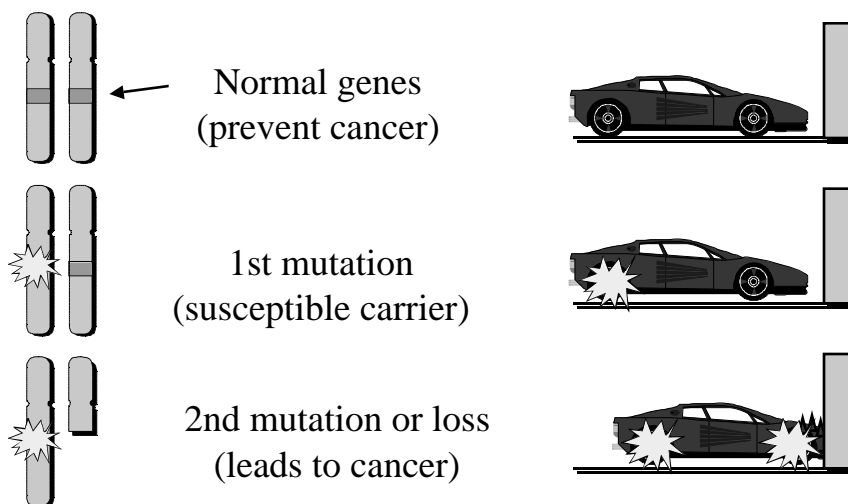 Normal genes
(prevent cancer)
1st mutation
(susceptible carrier)
2nd mutation or loss
(leads to cancer)